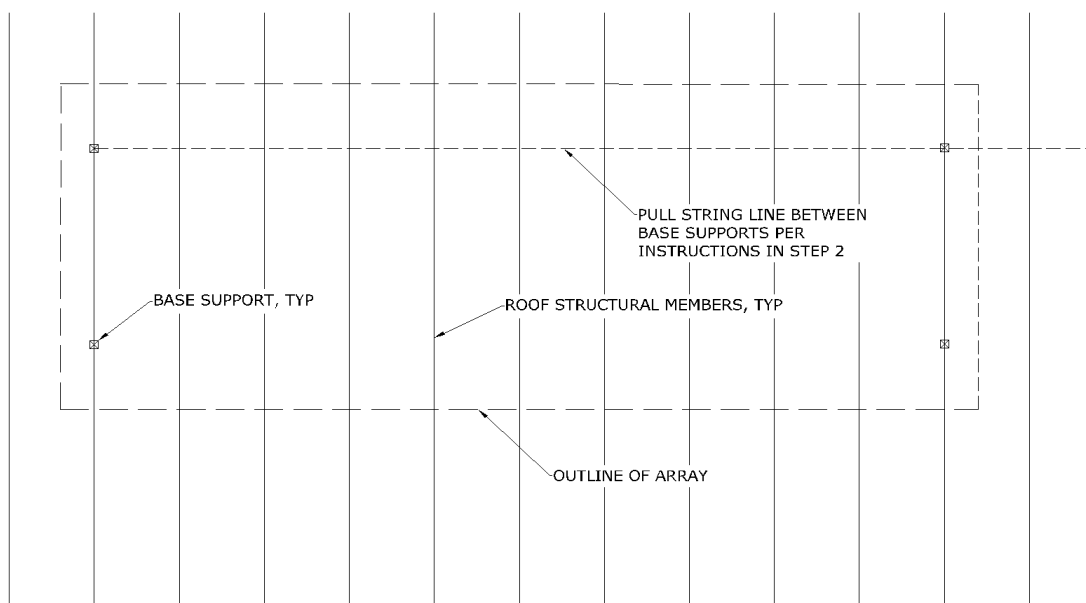 PULL STRING LINE BETWEEN
BASE SUPPORTS PER
INSTRUCTIONS IN STEP 2
BASE SUPPORT, TYP
ROOF STRUCTURAL MEMBERS, TYP
OUTLINE OF ARRAY